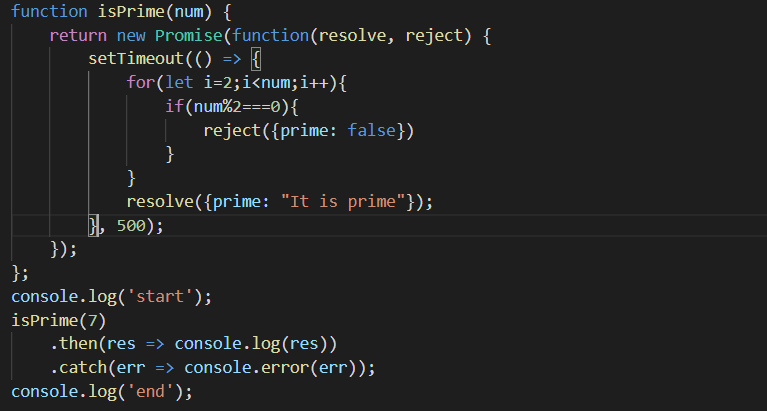 function isPrime(num) {
    return new Promise(function(resolve, reject) {
        setTimeout(() => {
            for(let i=2;i<num;i++){
                if(num%2===0){
                    reject({prime: false})
                }
            }
            resolve({prime: "It is prime"});
        }, 500);
    });
};
console.log('start');
isPrime(7)
    .then(res => console.log(res))
    .catch(err => console.error(err));
console.log('end');